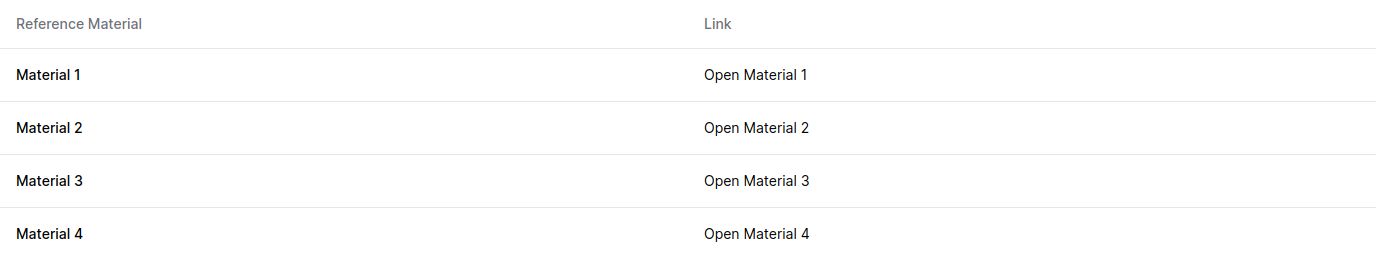 Reference Material Link
Material 1 Open Material 1
Material 2 Open Material 2
Material 3 Open Material 3
Material 4 Open Material 4